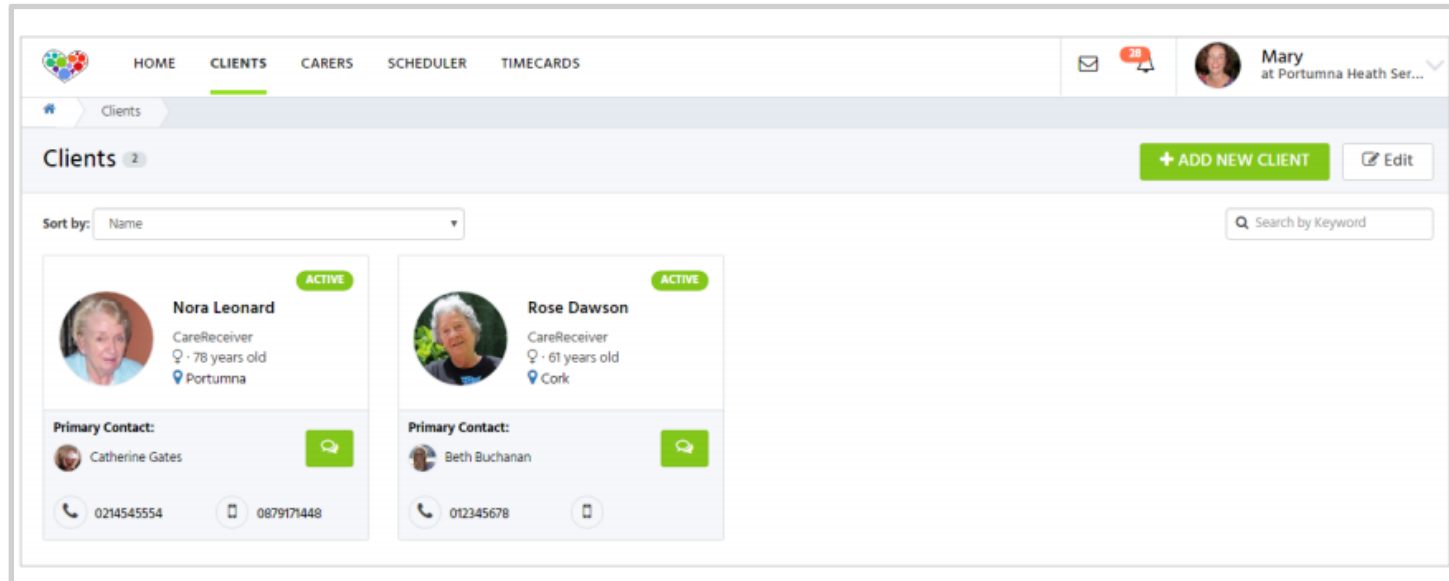 HOME CLIENTS CARERS SCHEDULER TIMECARDS 28 Mary
at Portumna Heath Ser...
Clients
Clients 2 ADD NEW CLIENT Edit
Sort by: Name Search by Keyword
ACTIVE
Nora Leonard
CareReceiver
♀ · 78 years old
Portumna
Primary Contact:
Catherine Gates
0214545554 0879171448
ACTIVE
Rose Dawson
CareReceiver
♀ · 61 years old
Cork
Primary Contact:
Beth Buchanan
012345678